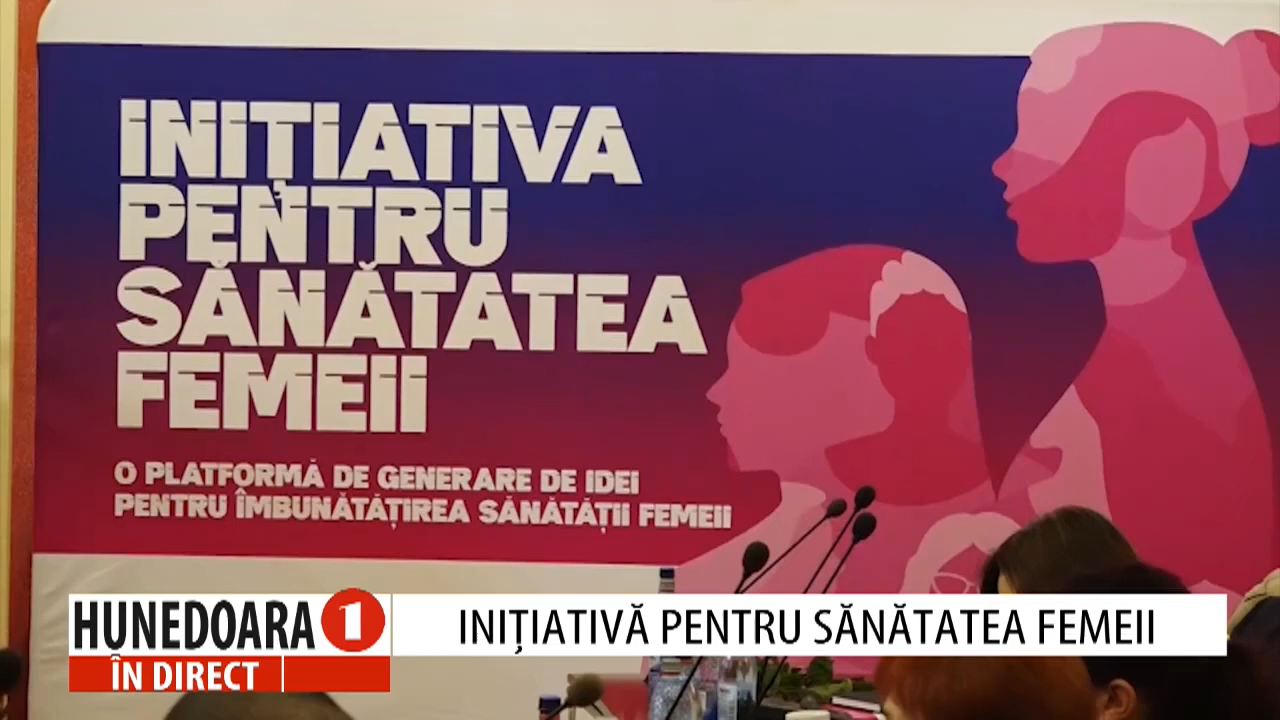 INIȚIATIVA
PENTRU
SĂNĂTATEA
FEMEII
O PLATFORMĂ DE GENERARE DE IDEI
PENTRU ÎMBUNĂTĂȚIREA SĂNĂTĂȚII FEMEII
HUNEDOARA 1
ÎN DIRECT
INIȚIATIVĂ PENTRU SĂNĂTATEA FEMEII